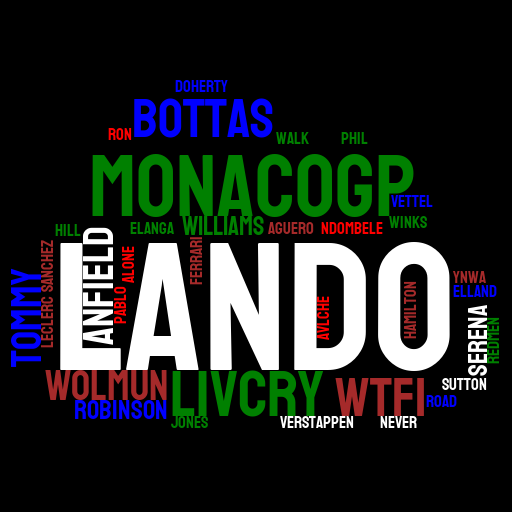 DOHERTY
BOTTAS
RON
WALK
PHIL
MONACOGP
VETTEL
WILLIAMS
WINKS
HILL
ELANGA
AGUERO
NDOMBELE
LANDO
ANFIELD
FERRARI
SANCHEZ
LECLERC
ALONE
PABLO
TOMMY
AVLCHE
HAMILTON
YNWA
ELLAND
SERENA
REDMEN
WOLMUN
LIVCRY
WTFI
SUTTON
ROBINSON
ROAD
JONES
VERSTAPPEN
NEVER